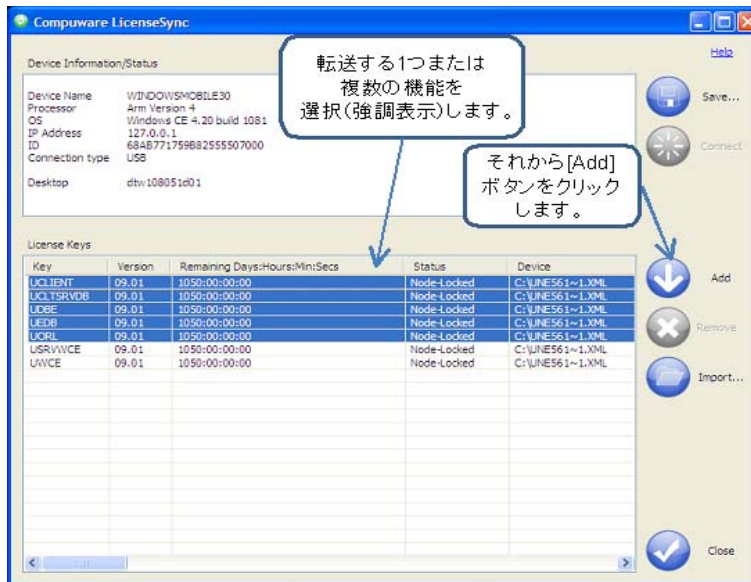 Compuware LicenseSync
Help
Device Information/Status
転送する1つまたは
複数の機能を
選択(強調表示)します。
Device Name WINDOWSMOBILE30
Processor Arm Version 4
OS Windows CE 4.20 build 1081
IP Address 127.0.0.1
ID 68AB771759B82555507000
Connection type USB
Desktop dtw108051d01
Save...
Connect
それから[Add]
ボタンをクリック
します。
License Keys
Key Version Remaining Days:Hours:Min:Secs Status Device
UCLIENT 09.01 1050:00:00:00 Node-Locked C:\UNE561~1.XML
UCLTSRVDB 09.01 1050:00:00:00 Node-Locked C:\UNE561~1.XML
UDBE 09.01 1050:00:00:00 Node-Locked C:\UNE561~1.XML
UEDB 09.01 1050:00:00:00 Node-Locked C:\UNE561~1.XML
UORL 09.01 1050:00:00:00 Node-Locked C:\UNE561~1.XML
USRVWCE 09.01 1050:00:00:00 Node-Locked C:\UNE561~1.XML
UWCE 09.01 1050:00:00:00 Node-Locked C:\UNE561~1.XML
Add
Remove
Import...
Close